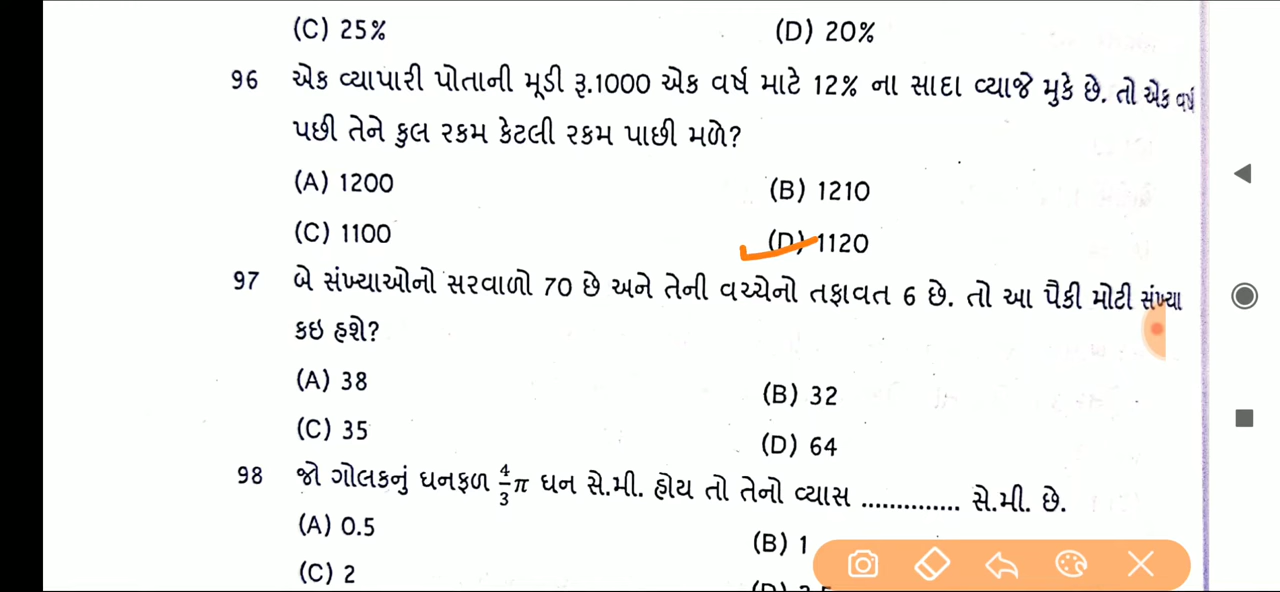 (C) 25% (D) 20%
96 એક વ્યાપારી પોતાની મૂડી રૂ.1000 એક વર્ષ માટે 12% ના સાદા વ્યાજે મુકે છે. તો એક વર્ષ
પછી તેને કુલ રકમ કેટલી રકમ પાછી મળે?
(A) 1200 (B) 1210
(C) 1100 (D) 1120
97 બે સંખ્યાઓનો સરવાળો 70 છે અને તેની વચ્ચેનો તફાવત 6 છે. તો આ પૈકી મોટી સંખ્યા
કઇ હશે?
(A) 38 (B) 32
(C) 35 (D) 64
98 જો ગોલકનું ઘનફળ 4/3 π ઘન સે.મી. હોય તો તેનો વ્યાસ .............. સે.મી. છે.
(A) 0.5 (B) 1
(C) 2